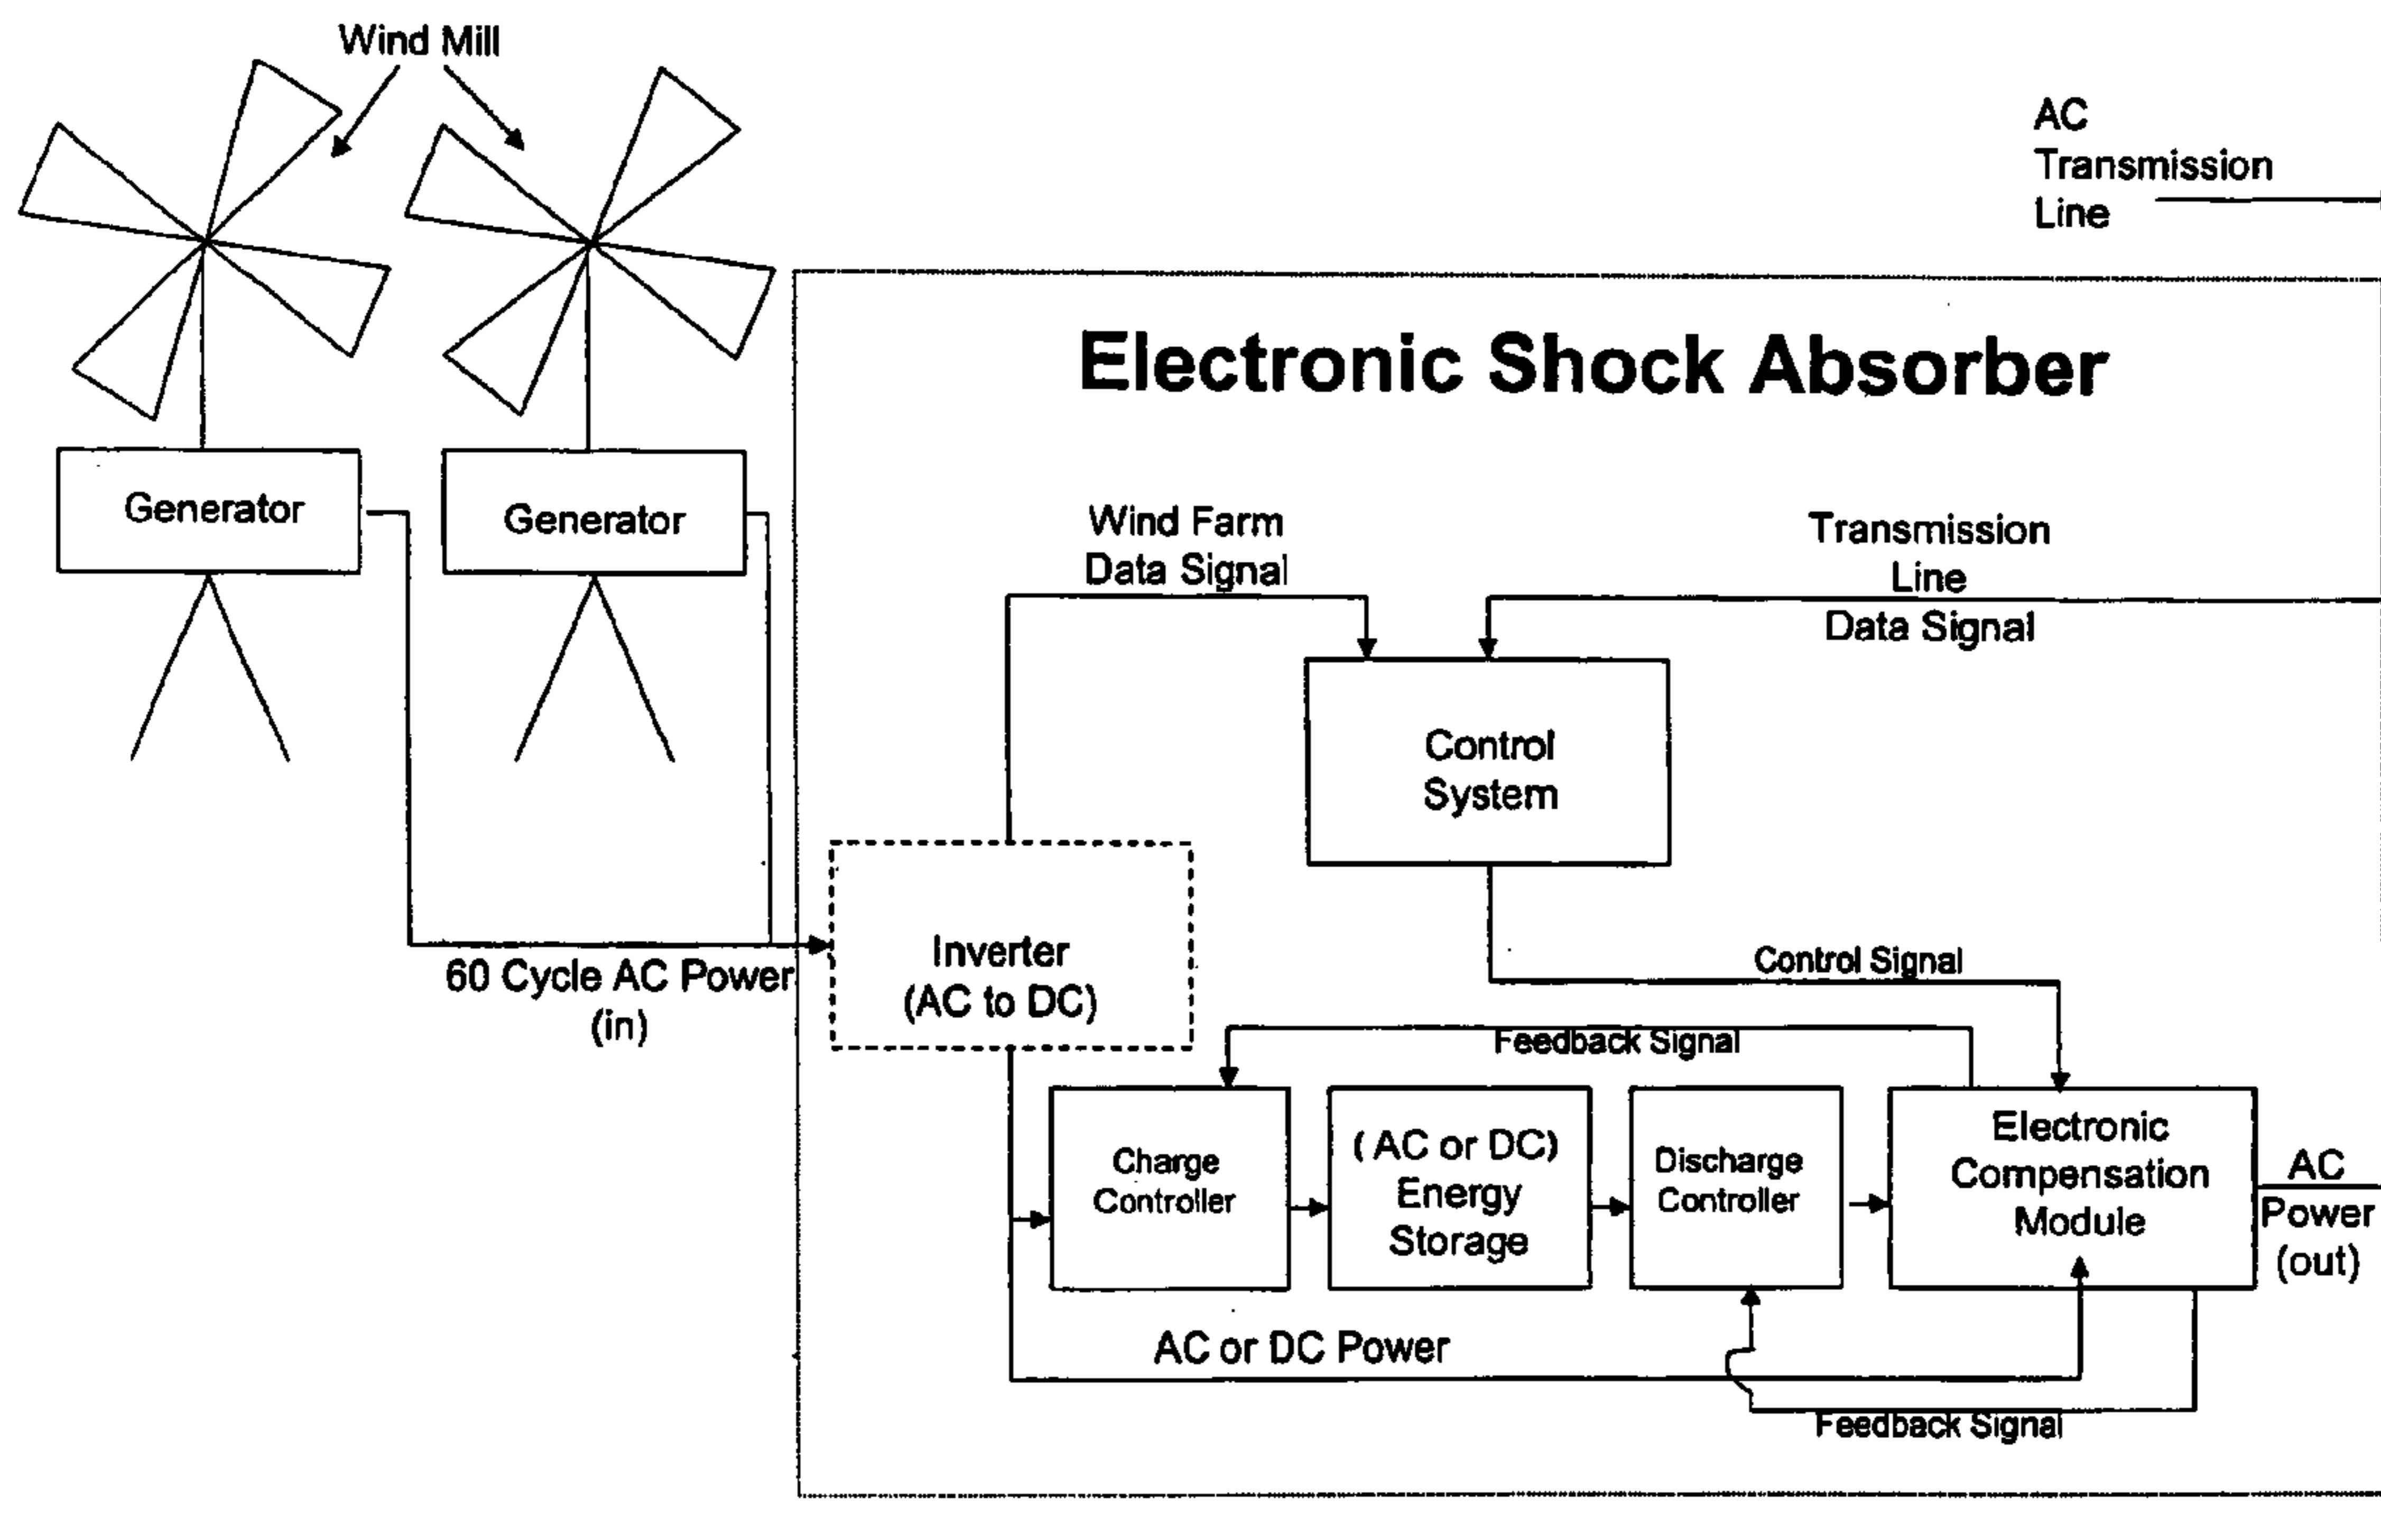 Wind Mill
AC
Transmission
Line
Electronic Shock Absorber
Generator
Generator
Wind Farm
Data Signal
Transmission
Line
Data Signal
Control
System
60 Cycle AC Power
(in)
Inverter
(AC to DC)
Control Signal
Feedback Signal
Charge
Controller
( AC or DC)
Energy
Storage
Discharge
Controller
Electronic
Compensation
Module
AC
Power
(out)
AC or DC Power
Feedback Signal